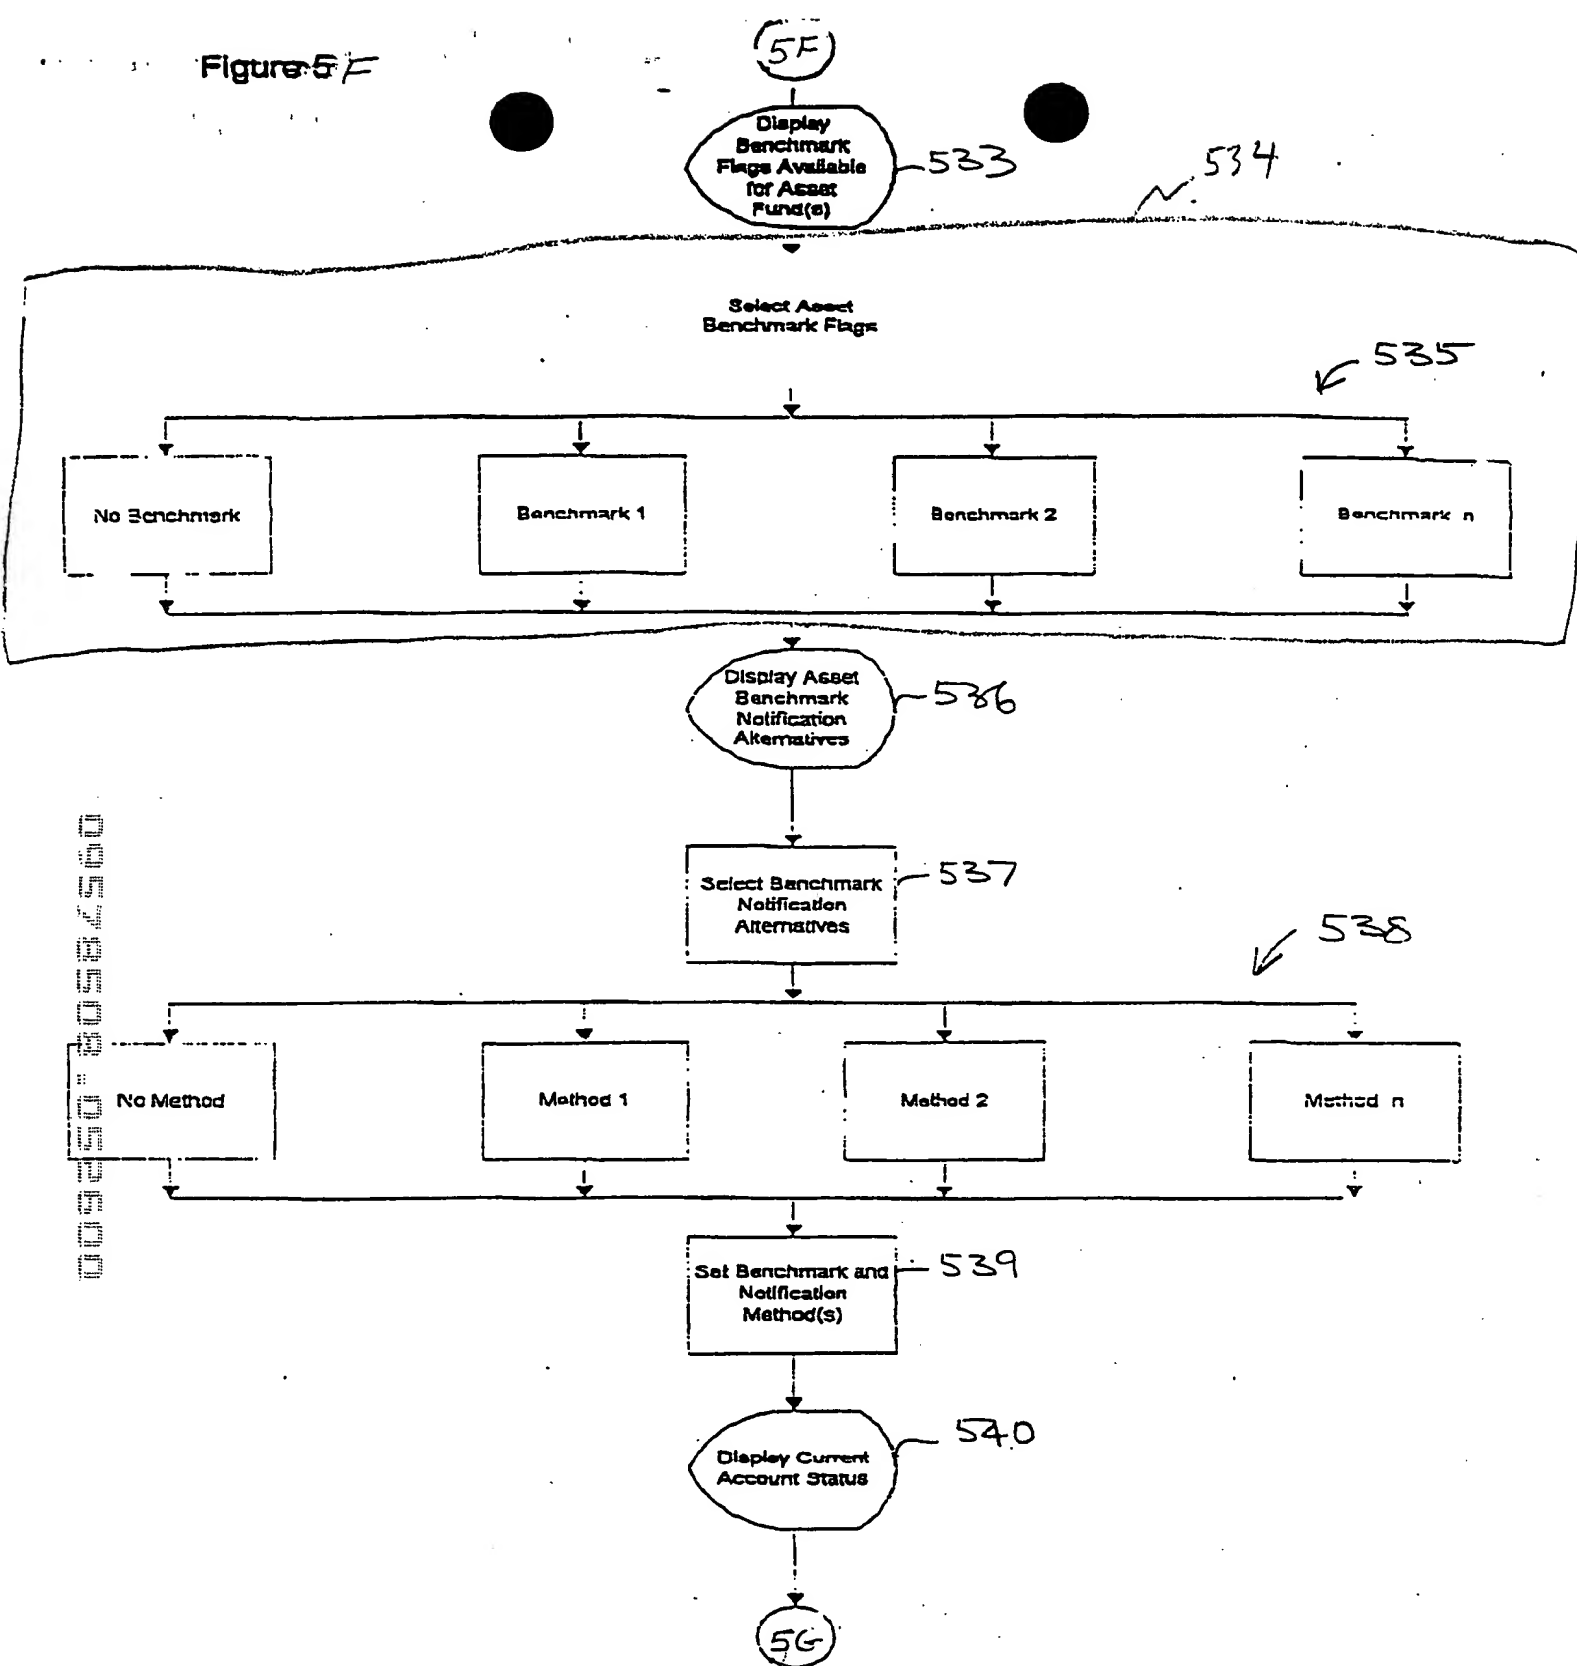 Figure 5F
5F
Display
Benchmark
Flags Available
for Asset
Fund(s)
533
534
Select Asset
Benchmark Flags
535
No Benchmark
Benchmark 1
Benchmark 2
Benchmark n
Display Asset
Benchmark
Notification
Alternatives
536
Select Benchmark
Notification
Alternatives
537
538
No Method
Method 1
Method 2
Method n
Set Benchmark and
Notification
Method(s)
539
Display Current
Account Status
540
5G
09578508.052600